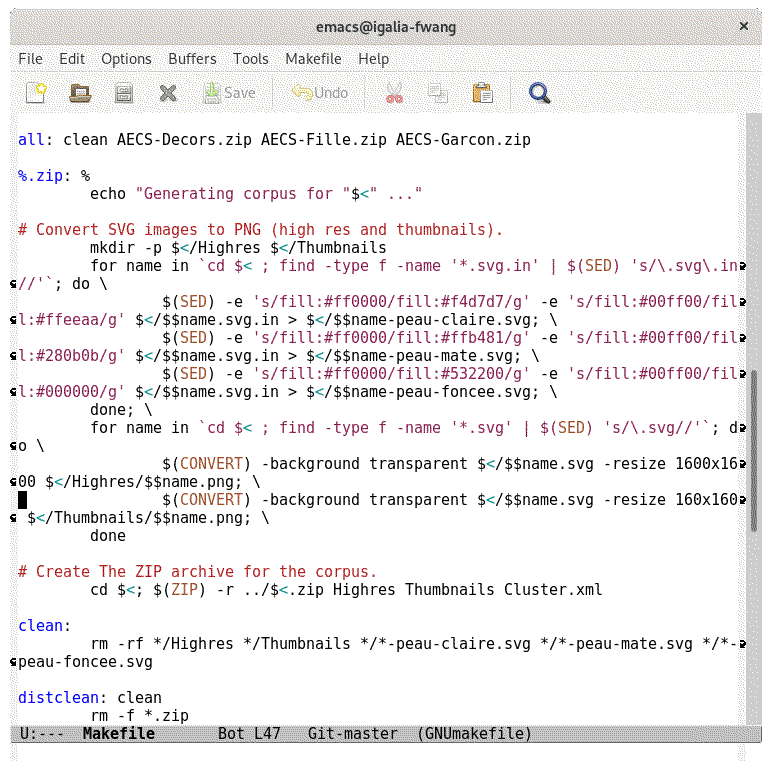 emacs@igalia-fwang ×
File Edit Options Buffers Tools Makefile Help
Save Undo
all: clean AECS-Decors.zip AECS-Fille.zip AECS-Garcon.zip
%.zip: %
echo "Generating corpus for "$<" ..."
# Convert SVG images to PNG (high res and thumbnails).
mkdir -p $</Highres $</Thumbnails
for name in `cd $< ; find -type f -name '*.svg.in' | $(SED) 's/\.svg\.in
//'`; do \
$(SED) -e 's/fill:#ff0000/fill:#f4d7d7/g' -e 's/fill:#00ff00/fil
l:#ffeeaa/g' $</$$name.svg.in > $</$$name-peau-claire.svg; \
$(SED) -e 's/fill:#ff0000/fill:#ffb481/g' -e 's/fill:#00ff00/fil
l:#280b0b/g' $</$$name.svg.in > $</$$name-peau-mate.svg; \
$(SED) -e 's/fill:#ff0000/fill:#532200/g' -e 's/fill:#00ff00/fil
l:#000000/g' $</$$name.svg.in > $</$$name-peau-foncee.svg; \
done; \
for name in `cd $< ; find -type f -name '*.svg' | $(SED) 's/\.svg//'`; d
o \
$(CONVERT) -background transparent $</$$name.svg -resize 1600x16
00 $</Highres/$$name.png; \
$(CONVERT) -background transparent $</$$name.svg -resize 160x160
$</Thumbnails/$$name.png; \
done
# Create The ZIP archive for the corpus.
cd $<; $(ZIP) -r ../$<.zip Highres Thumbnails Cluster.xml
clean:
rm -rf */Highres */Thumbnails */*-peau-claire.svg */*-peau-mate.svg */*-
peau-foncee.svg
distclean: clean
rm -f *.zip
U:--- Makefile Bot L47 Git-master (GNUmakefile)